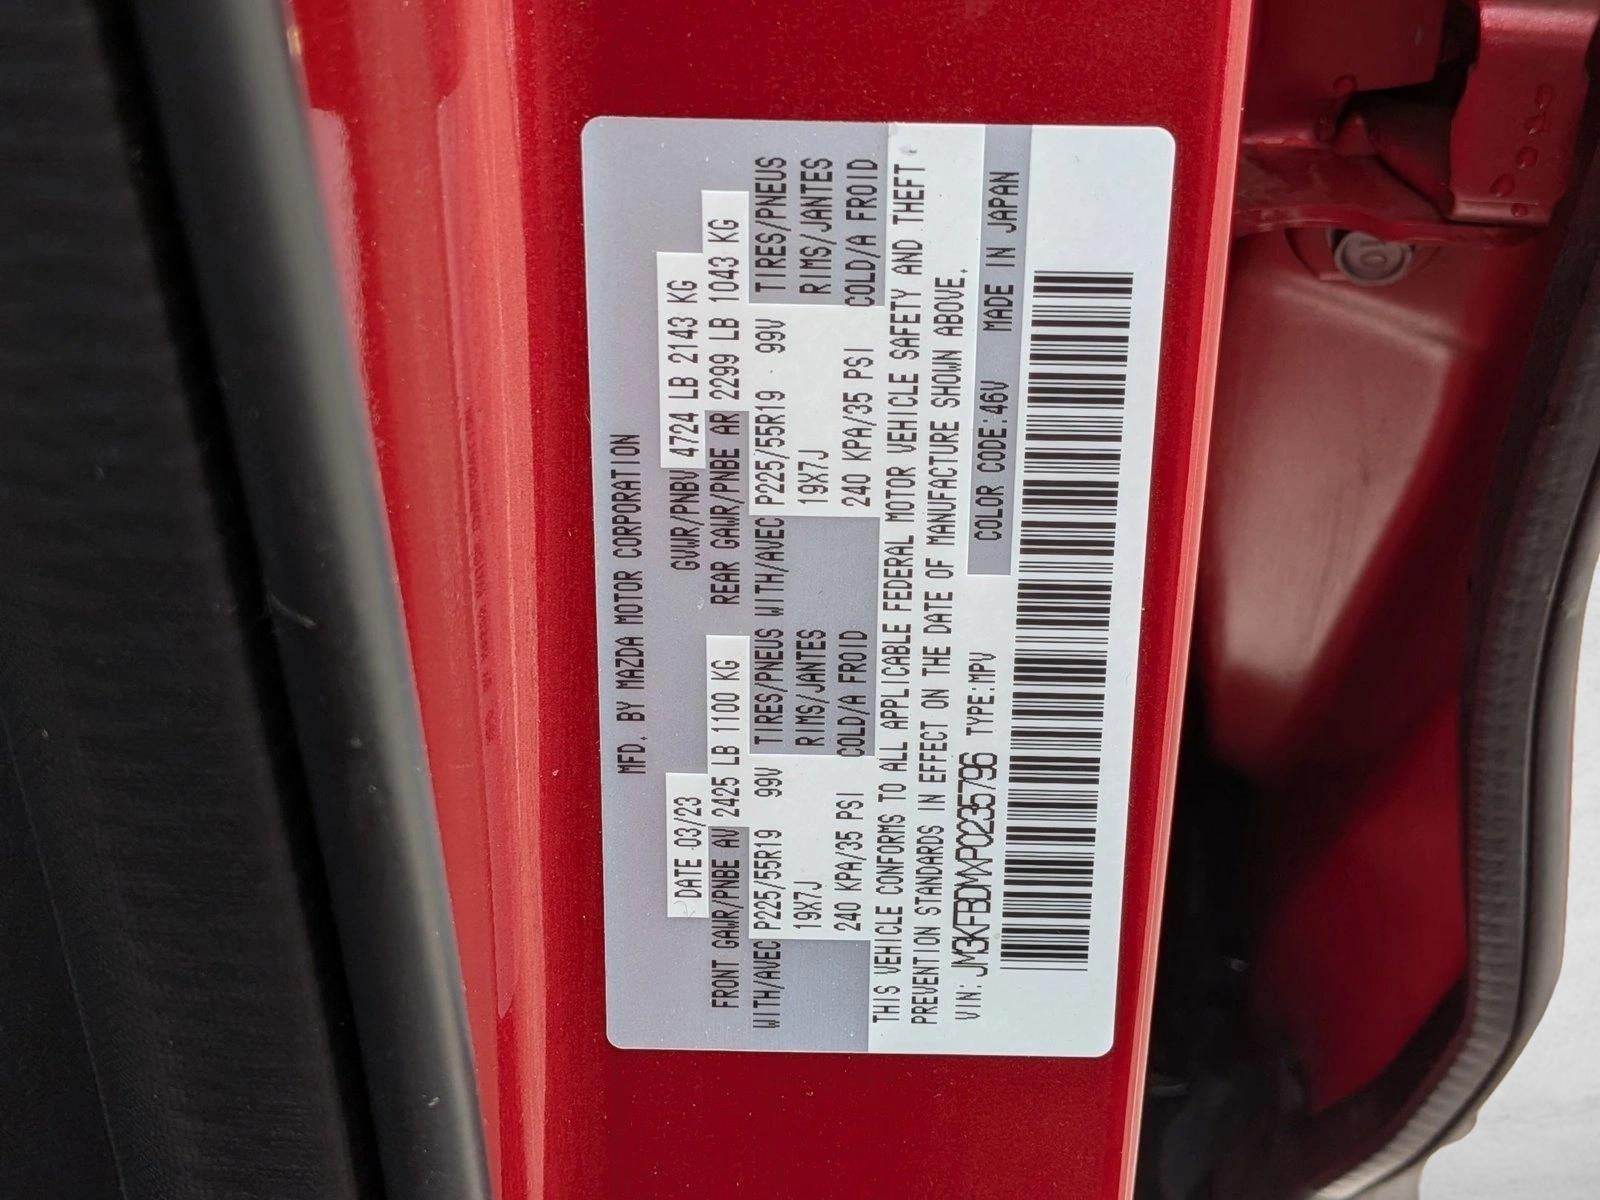 MFD. BY MAZDA MOTOR CORPORATION
DATE 03/23 GVWR/PNBV 4724 LB 2143 KG
FRONT GAWR/PNBE AV 2425 LB 1100 KG REAR GAWR/PNBE AR 2299 LB 1043 KG
WITH/AVEC P225/55R19 99V TIRES/PNEUS WITH/AVEC P225/55R19 99V TIRES/PNEUS
19X7J RIMS/JANTES 19X7J RIMS/JANTES
240 KPA/35 PSI COLD/A FROID 240 KPA/35 PSI COLD/A FROID
THIS VEHICLE CONFORMS TO ALL APPLICABLE FEDERAL MOTOR VEHICLE SAFETY AND THEFT
PREVENTION STANDARDS IN EFFECT ON THE DATE OF MANUFACTURE SHOWN ABOVE.
VIN: JM3KFBDMXP0235796 TYPE:MPV COLOR CODE:46V MADE IN JAPAN